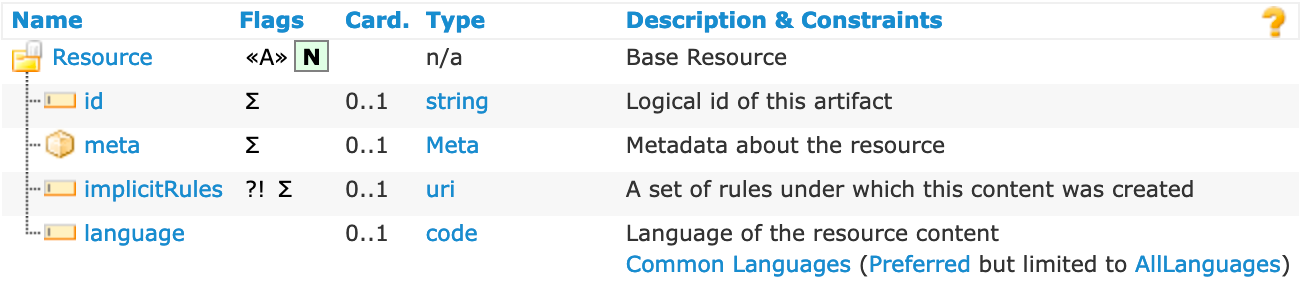 Name Flags Card. Type Description & Constraints ?
Resource «A» N n/a Base Resource
id Σ 0..1 string Logical id of this artifact
meta Σ 0..1 Meta Metadata about the resource
implicitRules ?! Σ 0..1 uri A set of rules under which this content was created
language 0..1 code Language of the resource content
Common Languages (Preferred but limited to AllLanguages)